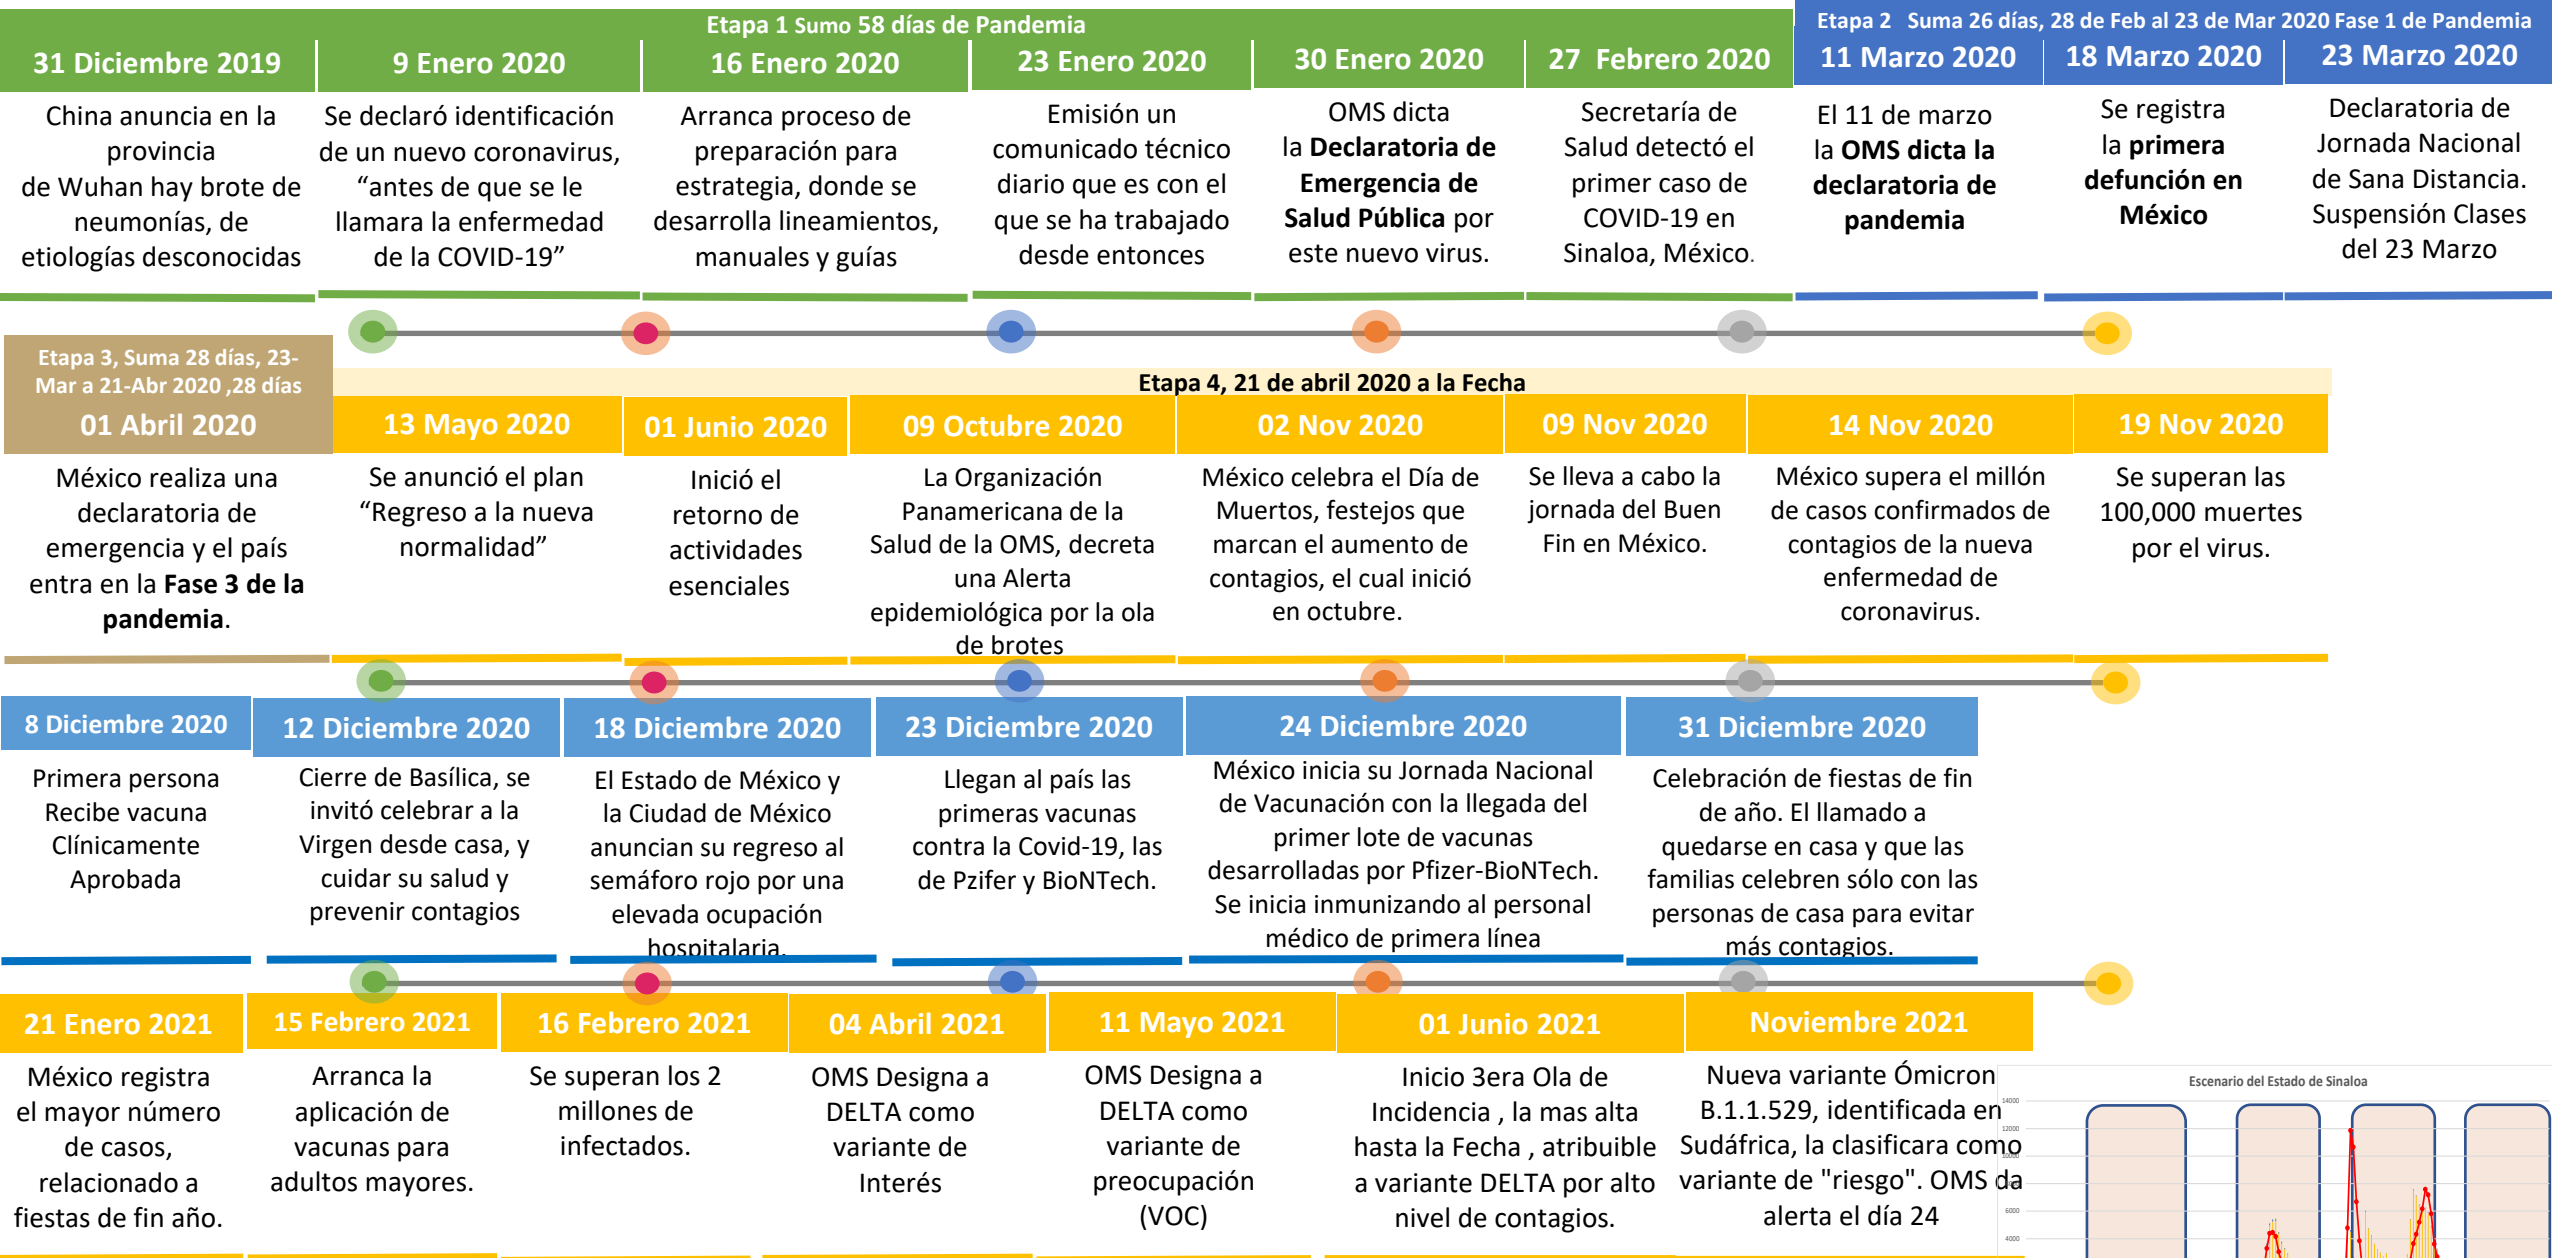 Etapa 1 Sumo 58 días de Pandemia
Etapa 2 Suma 26 días, 28 de Feb al 23 de Mar 2020 Fase 1 de Pandemia
31 Diciembre 2019
China anuncia en la
provincia
de Wuhan hay brote de
neumonías, de
etiologías desconocidas
9 Enero 2020
Se declaró identificación
de un nuevo coronavirus,
“antes de que se le
llamara la enfermedad
de la COVID-19”
16 Enero 2020
Arranca proceso de
preparación para
estrategia, donde se
desarrolla lineamientos,
manuales y guías
23 Enero 2020
Emisión un
comunicado técnico
diario que es con el
que se ha trabajado
desde entonces
30 Enero 2020
OMS dicta
la Declaratoria de
Emergencia de
Salud Pública por
este nuevo virus.
27 Febrero 2020
Secretaría de
Salud detectó el
primer caso de
COVID-19 en
Sinaloa, México.
11 Marzo 2020
El 11 de marzo
la OMS dicta la
declaratoria de
pandemia
18 Marzo 2020
Se registra
la primera
defunción en
México
23 Marzo 2020
Declaratoria de
Jornada Nacional
de Sana Distancia.
Suspensión Clases
del 23 Marzo
Etapa 3, Suma 28 días, 23-
Mar a 21-Abr 2020 ,28 días
01 Abril 2020
México realiza una
declaratoria de
emergencia y el país
entra en la Fase 3 de la
pandemia.
Etapa 4, 21 de abril 2020 a la Fecha
13 Mayo 2020
Se anunció el plan
“Regreso a la nueva
normalidad”
01 Junio 2020
Inició el
retorno de
actividades
esenciales
09 Octubre 2020
La Organización
Panamericana de la
Salud de la OMS, decreta
una Alerta
epidemiológica por la ola
de brotes
02 Nov 2020
México celebra el Día de
Muertos, festejos que
marcan el aumento de
contagios, el cual inició
en octubre.
09 Nov 2020
Se lleva a cabo la
jornada del Buen
Fin en México.
14 Nov 2020
México supera el millón
de casos confirmados de
contagios de la nueva
enfermedad de
coronavirus.
19 Nov 2020
Se superan las
100,000 muertes
por el virus.
8 Diciembre 2020
Primera persona
Recibe vacuna
Clínicamente
Aprobada
12 Diciembre 2020
Cierre de Basílica, se
invitó celebrar a la
Virgen desde casa, y
cuidar su salud y
prevenir contagios
18 Diciembre 2020
El Estado de México y
la Ciudad de México
anuncian su regreso al
semáforo rojo por una
elevada ocupación
hospitalaria.
23 Diciembre 2020
Llegan al país las
primeras vacunas
contra la Covid-19, las
de Pzifer y BioNTech.
24 Diciembre 2020
México inicia su Jornada Nacional
de Vacunación con la llegada del
primer lote de vacunas
desarrolladas por Pfizer-BioNTech.
Se inicia inmunizando al personal
médico de primera línea
31 Diciembre 2020
Celebración de fiestas de fin
de año. El llamado a
quedarse en casa y que las
familias celebren sólo con las
personas de casa para evitar
más contagios.
21 Enero 2021
México registra
el mayor número
de casos,
relacionado a
fiestas de fin año.
15 Febrero 2021
Arranca la
aplicación de
vacunas para
adultos mayores.
16 Febrero 2021
Se superan los 2
millones de
infectados.
04 Abril 2021
OMS Designa a
DELTA como
variante de
Interés
11 Mayo 2021
OMS Designa a
DELTA como
variante de
preocupación
(VOC)
01 Junio 2021
Inicio 3era Ola de
Incidencia , la mas alta
hasta la Fecha , atribuible
a variante DELTA por alto
nivel de contagios.
Noviembre 2021
Nueva variante Ómicron
B.1.1.529, identificada en
Sudáfrica, la clasificara como
variante de "riesgo". OMS da
alerta el día 24
Escenario del Estado de Sinaloa
14000
12000
10000
6000
4000